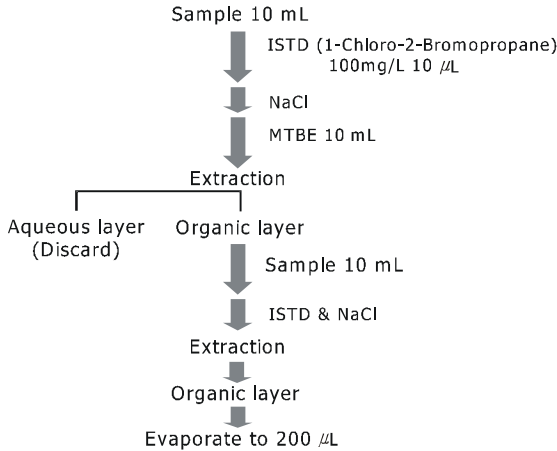 Sample 10 mL
ISTD (1-Chloro-2-Bromopropane)
100mg/L 10 μL
NaCl
MTBE 10 mL
Extraction
Aqueous layer
(Discard)
Organic layer
Sample 10 mL
ISTD & NaCl
Extraction
Organic layer
Evaporate to 200 μL